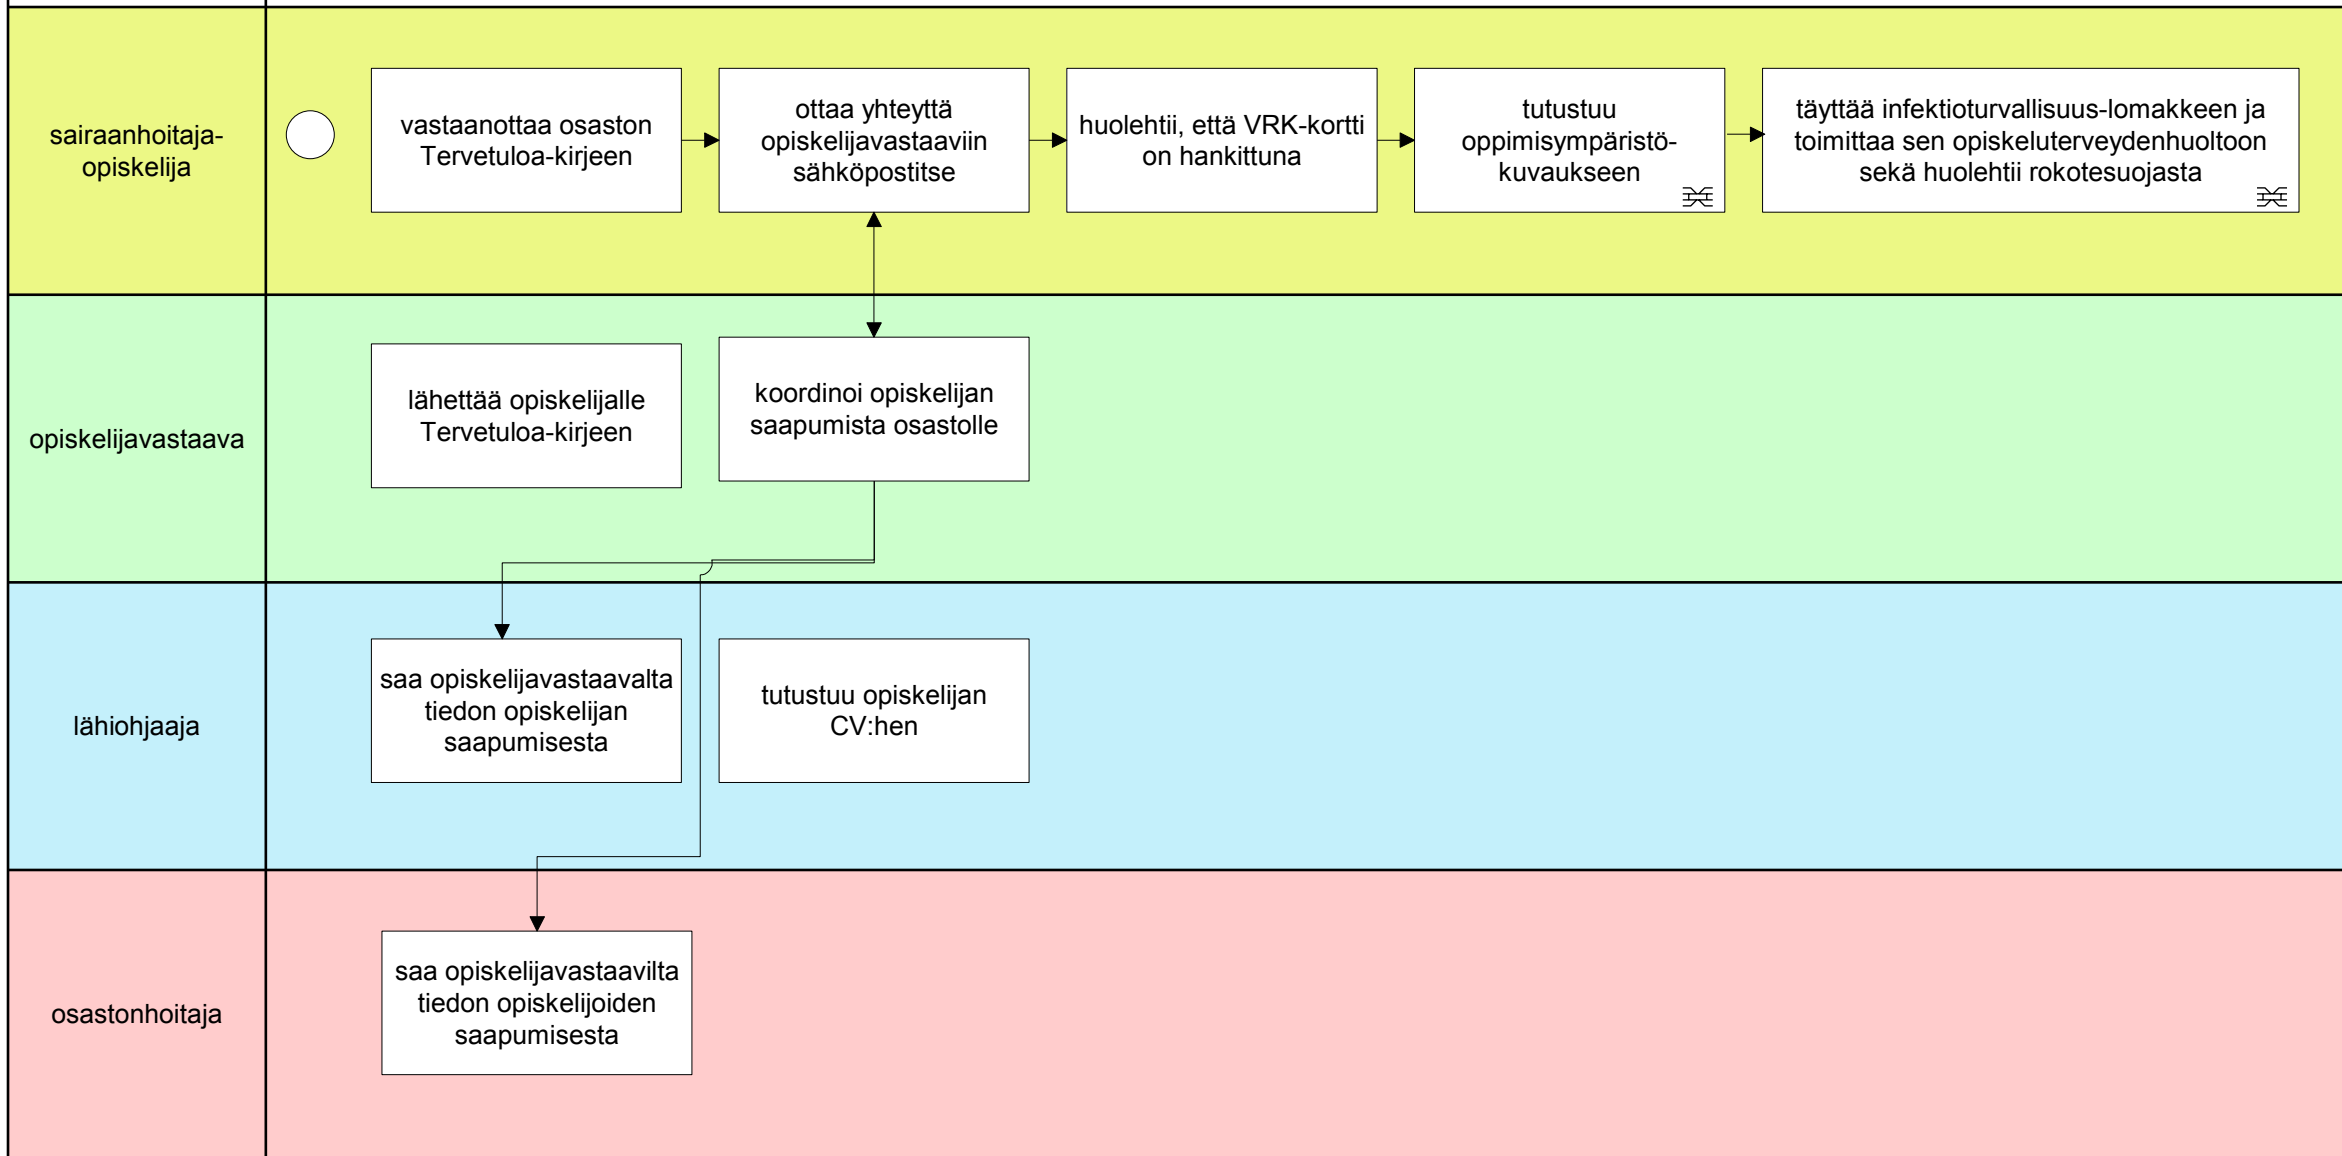 sairaanhoitaja-
opiskelija
vastaanottaa osaston
Tervetuloa-kirjeen
ottaa yhteyttä
opiskelijavastaaviin
sähköpostitse
huolehtii, että VRK-kortti
on hankittuna
tutustuu
oppimisympäristö-
kuvaukseen
täyttää infektioturvallisuus-lomakkeen ja
toimittaa sen opiskeluterveydenhuoltoon
sekä huolehtii rokotesuojasta
opiskelijavastaava
lähettää opiskelijalle
Tervetuloa-kirjeen
koordinoi opiskelijan
saapumista osastolle
lähiohjaaja
saa opiskelijavastaavalta
tiedon opiskelijan
saapumisesta
tutustuu opiskelijan
CV:hen
osastonhoitaja
saa opiskelijavastaavilta
tiedon opiskelijoiden
saapumisesta